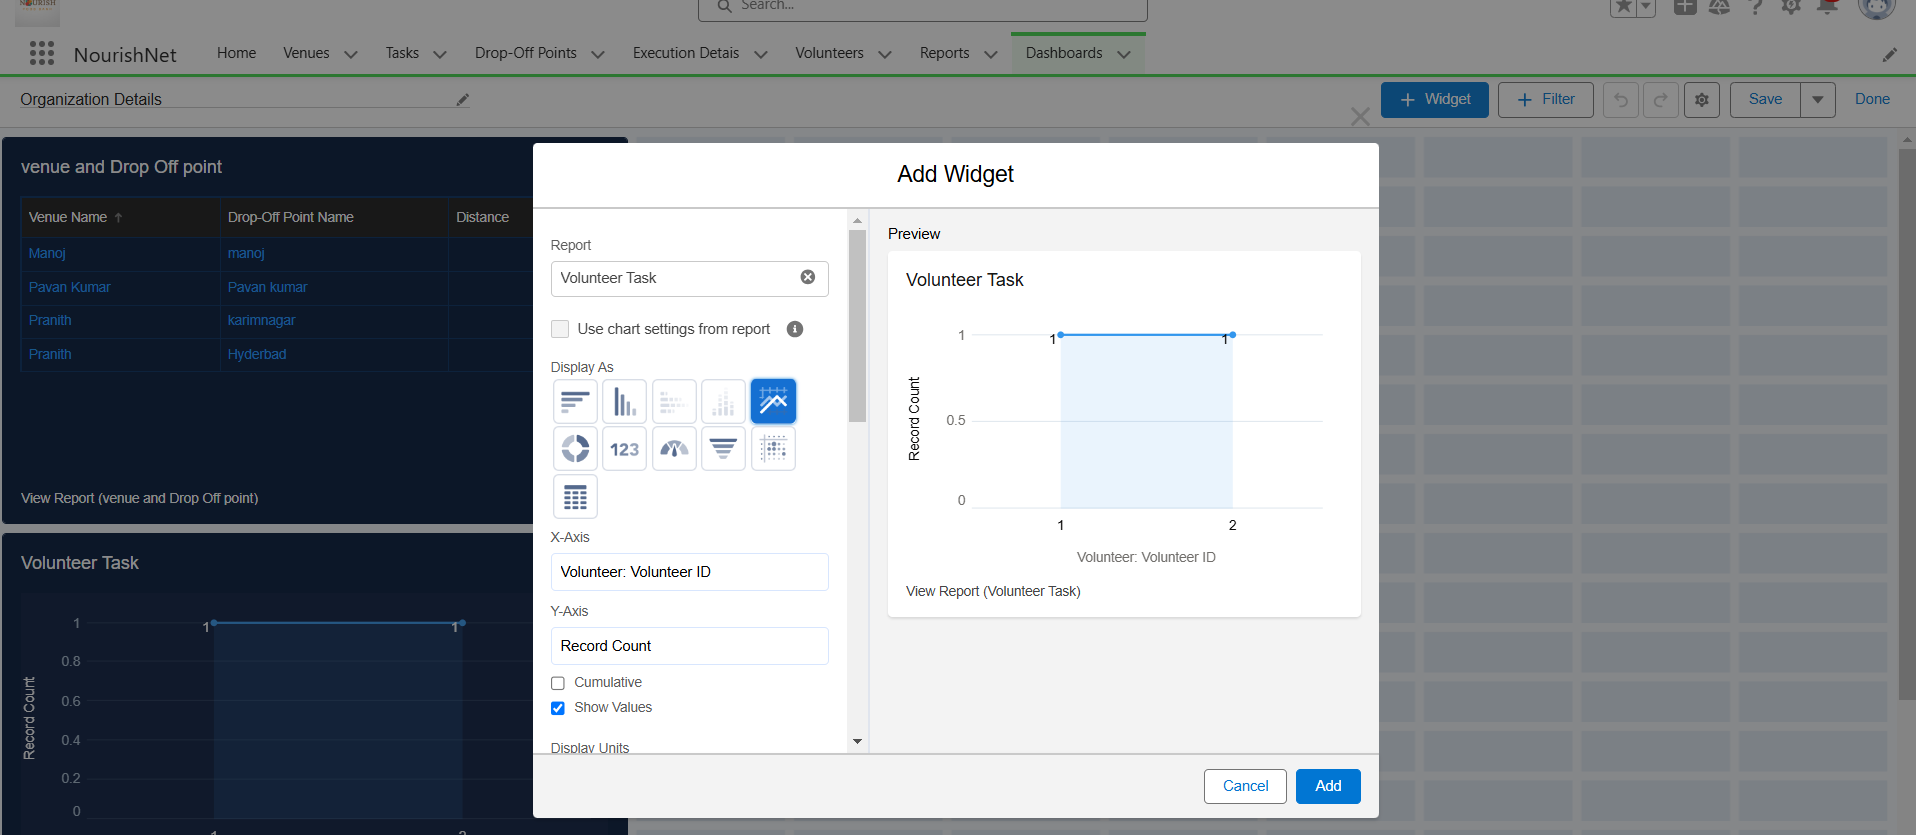 NOURISH
Search...
NourishNet
Home
Venues
Tasks
Drop-Off Points
Execution Detais
Volunteers
Reports
Dashboards
Organization Details
+ Widget
+ Filter
Save
Done
venue and Drop Off point
Venue Name ↑ Drop-Off Point Name Distance
Manoj manoj
Pavan Kumar Pavan kumar
Pranith karimnagar
Pranith Hyderbad
View Report (venue and Drop Off point)
Volunteer Task
Record Count
1
0.8
0.6
0.4
0.2
0
1
1
1
2
Add Widget
Report
Volunteer Task
Use chart settings from report
Display As
123
X-Axis
Volunteer: Volunteer ID
Y-Axis
Record Count
Cumulative
Show Values
Display Units
Preview
Volunteer Task
Record Count
1
0.5
0
1
1
1
2
Volunteer: Volunteer ID
View Report (Volunteer Task)
Cancel
Add